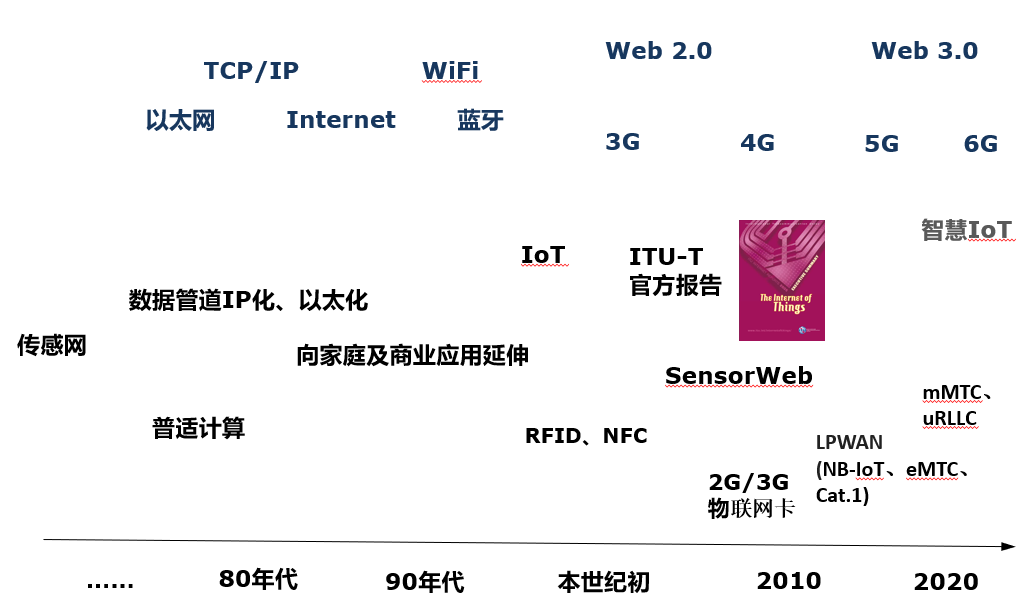 Web 2.0
Web 3.0
TCP/IP
WiFi
以太网
Internet
蓝牙
3G
4G
5G
6G
智慧IoT
IoT
ITU-T
官方报告
EXECUTIVE SUMMARY
The Internet of
Things
数据管道IP化、以太化
传感网
向家庭及商业应用延伸
SensorWeb
mMTC、
uRLLC
普适计算
RFID、NFC
LPWAN
(NB-IoT、eMTC、
Cat.1)
2G/3G
物联网卡
……
80年代
90年代
本世纪初
2010
2020